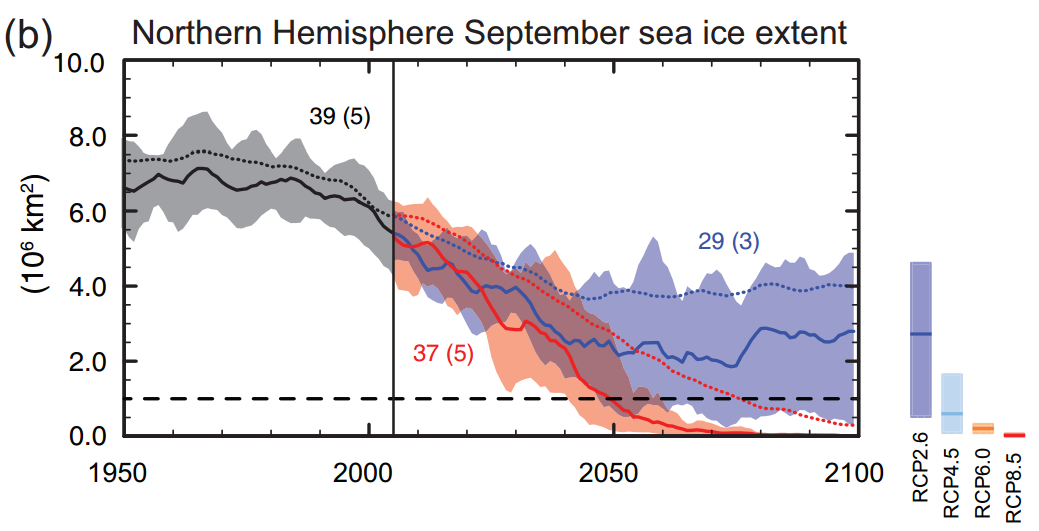 (b) Northern Hemisphere September sea ice extent
10.0
8.0
6.0
4.0
2.0
0.0
(10⁶ km²)
39 (5)
29 (3)
37 (5)
1950 2000 2050 2100
RCP2.6
RCP4.5
RCP6.0
RCP8.5